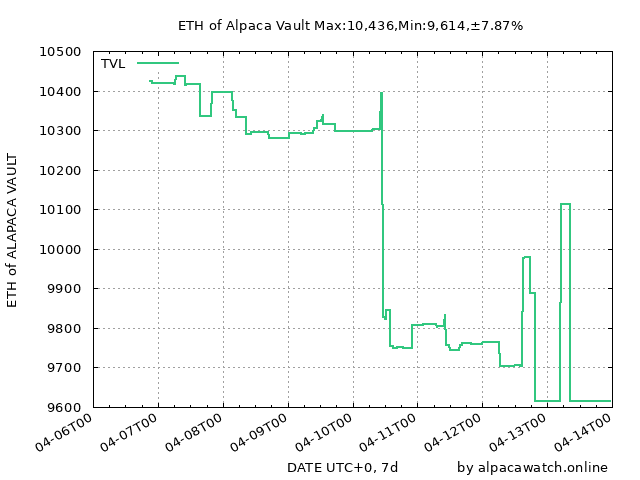 ETH of Alpaca Vault Max:10,436,Min:9,614,±7.87%
TVL
ETH of ALAPACA VAULT
10500
10400
10300
10200
10100
10000
9900
9800
9700
9600
04-06T00
04-07T00
04-08T00
04-09T00
04-10T00
04-11T00
04-12T00
04-13T00
04-14T00
DATE UTC+0, 7d
by alpacawatch.online